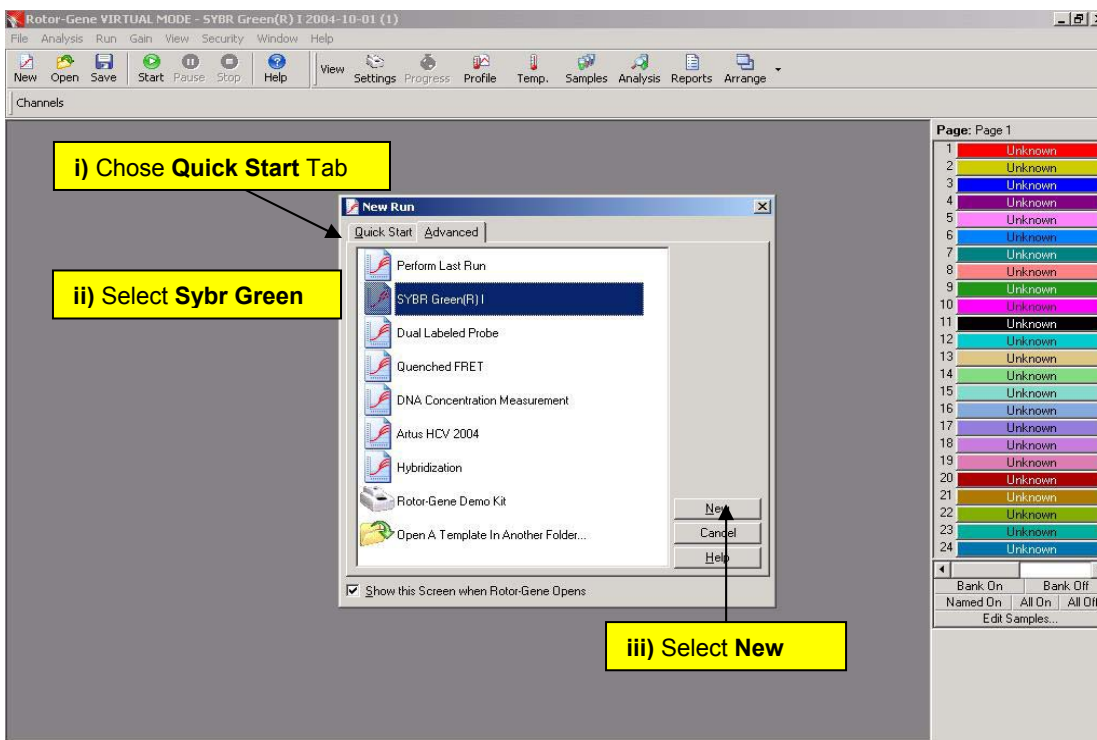 Rotor-Gene VIRTUAL MODE - SYBR Green(R) I 2004-10-01 (1)
File Analysis Run Gain View Security Window Help
New Open Save Start Pause Stop Help View Settings Progress Profile Temp. Samples Analysis Reports Arrange
Channels
i) Chose Quick Start Tab
ii) Select Sybr Green
New Run
Quick Start Advanced
Perform Last Run
SYBR Green(R) I
Dual Labeled Probe
Quenched FRET
DNA Concentration Measurement
Artus HCV 2004
Hybridization
Rotor-Gene Demo Kit
Open A Template In Another Folder...
New
Cancel
Help
Show this Screen when Rotor-Gene Opens
iii) Select New
Page: Page 1
1 Unknown
2 Unknown
3 Unknown
4 Unknown
5 Unknown
6 Unknown
7 Unknown
8 Unknown
9 Unknown
10 Unknown
11 Unknown
12 Unknown
13 Unknown
14 Unknown
15 Unknown
16 Unknown
17 Unknown
18 Unknown
19 Unknown
20 Unknown
21 Unknown
22 Unknown
23 Unknown
24 Unknown
Bank On Bank Off
Named On All On All Off
Edit Samples...